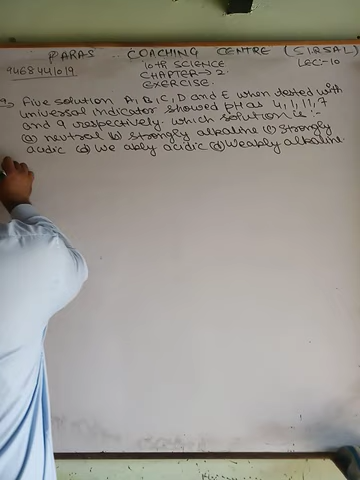 PARAS COACHING CENTRE (SIRSAL)
9468441019 10th SCIENCE LEC:-10
CHAPTER→2
EXERCISE
Five solution A, B, C, D and E when tested with
universal indicator showed pH as 4, 1, 11, 7
and 9 respectively. which solution is :-
(a) neutral (b) strongly alkaline (c) strongly
acidic (d) weably acidic (d) Weably alkaline.